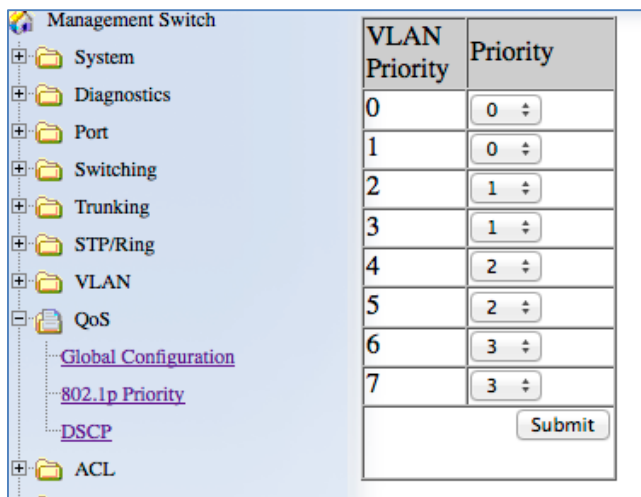 Management Switch
System
Diagnostics
Port
Switching
Trunking
STP/Ring
VLAN
QoS
Global Configuration
802.1p Priority
DSCP
ACL
VLAN Priority
Priority
0 0
1 0
2 1
3 1
4 2
5 2
6 3
7 3
Submit